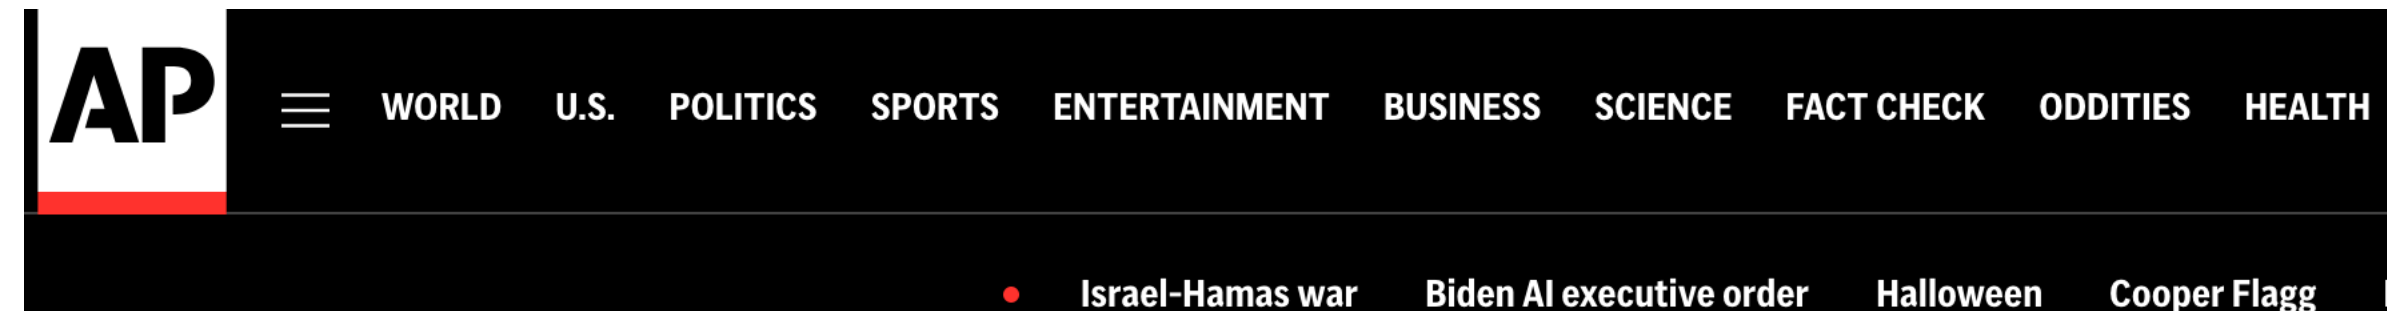 AP
WORLD U.S. POLITICS SPORTS ENTERTAINMENT BUSINESS SCIENCE FACT CHECK ODDITIES HEALTH
Israel-Hamas war Biden AI executive order Halloween Cooper Flagg